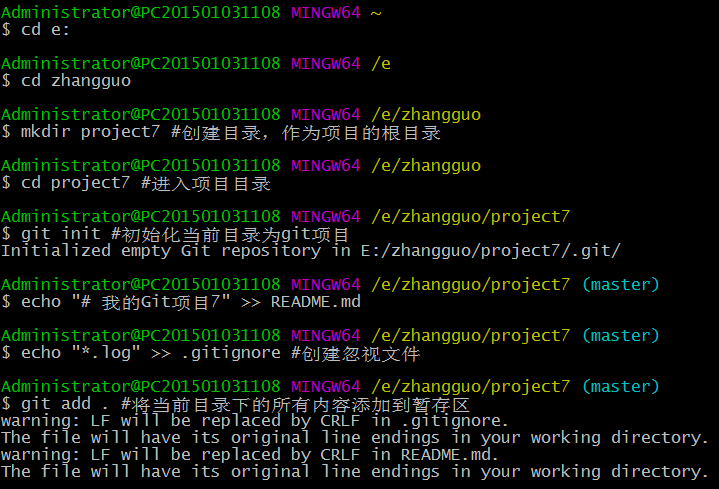 Administrator@PC201501031108 MINGW64 ~
$ cd e:
Administrator@PC201501031108 MINGW64 /e
$ cd zhangguo
Administrator@PC201501031108 MINGW64 /e/zhangguo
$ mkdir project7 #创建目录，作为项目的根目录
Administrator@PC201501031108 MINGW64 /e/zhangguo
$ cd project7 #进入项目目录
Administrator@PC201501031108 MINGW64 /e/zhangguo/project7
$ git init #初始化当前目录为git项目
Initialized empty Git repository in E:/zhangguo/project7/.git/
Administrator@PC201501031108 MINGW64 /e/zhangguo/project7 (master)
$ echo "# 我的Git项目7" >> README.md
Administrator@PC201501031108 MINGW64 /e/zhangguo/project7 (master)
$ echo "*.log" >> .gitignore #创建忽视文件
Administrator@PC201501031108 MINGW64 /e/zhangguo/project7 (master)
$ git add . #将当前目录下的所有内容添加到暂存区
warning: LF will be replaced by CRLF in .gitignore.
The file will have its original line endings in your working directory.
warning: LF will be replaced by CRLF in README.md.
The file will have its original line endings in your working directory.